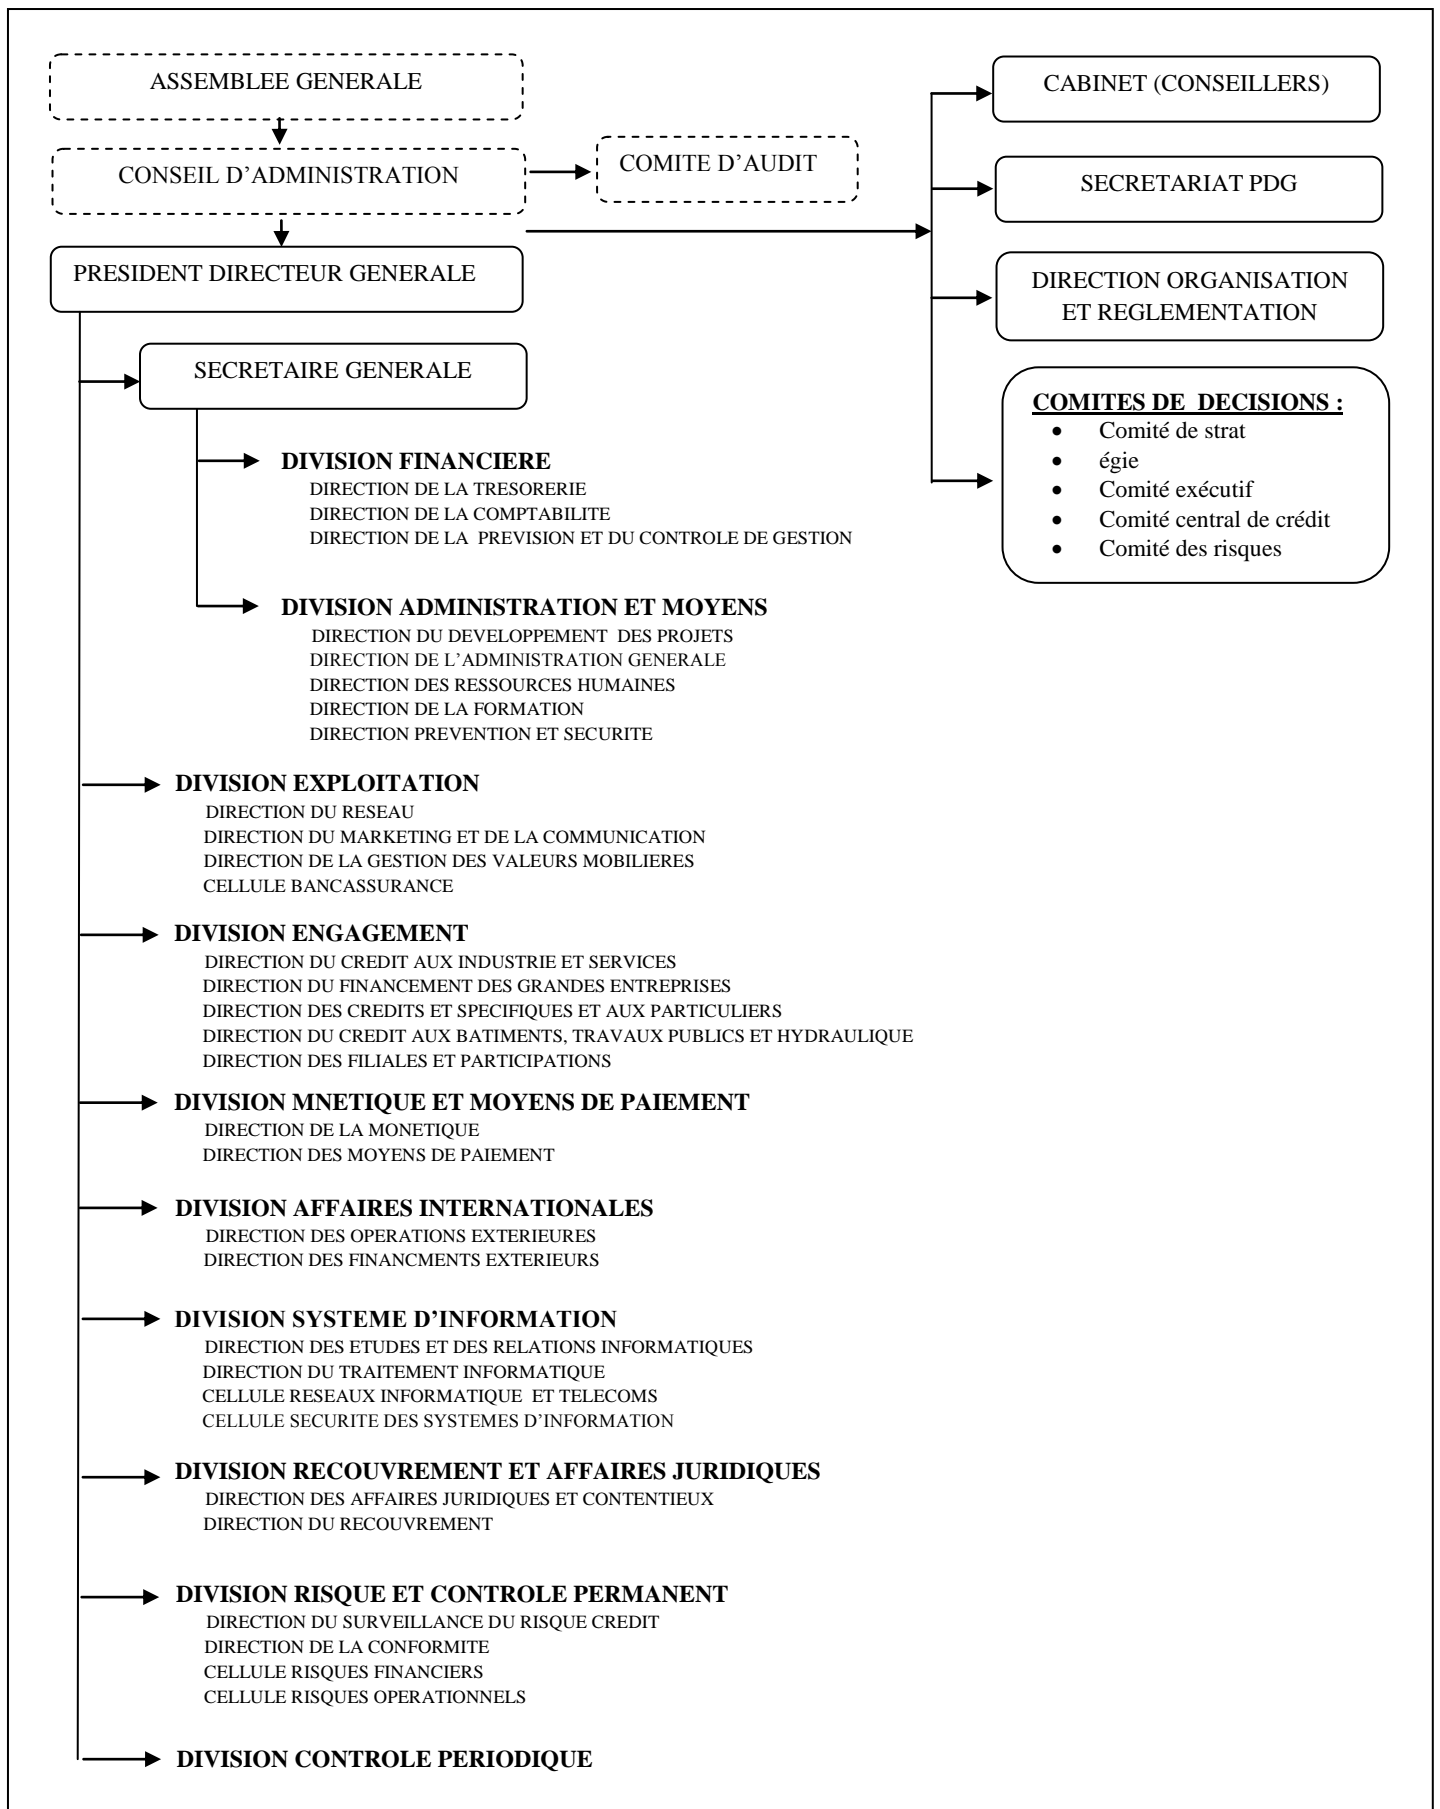 ASSEMBLEE GENERALE
CONSEIL D’ADMINISTRATION
COMITE D’AUDIT
PRESIDENT DIRECTEUR GENERALE
CABINET (CONSEILLERS)
SECRETARIAT PDG
DIRECTION ORGANISATION
ET REGLEMENTATION
COMITES DE DECISIONS :
• Comité de strat
• égie
• Comité exécutif
• Comité central de crédit
• Comité des risques
SECRETAIRE GENERALE
DIVISION FINANCIERE
DIRECTION DE LA TRESORERIE
DIRECTION DE LA COMPTABILITE
DIRECTION DE LA PREVISION ET DU CONTROLE DE GESTION
DIVISION ADMINISTRATION ET MOYENS
DIRECTION DU DEVELOPPEMENT DES PROJETS
DIRECTION DE L’ADMINISTRATION GENERALE
DIRECTION DES RESSOURCES HUMAINES
DIRECTION DE LA FORMATION
DIRECTION PREVENTION ET SECURITE
DIVISION EXPLOITATION
DIRECTION DU RESEAU
DIRECTION DU MARKETING ET DE LA COMMUNICATION
DIRECTION DE LA GESTION DES VALEURS MOBILIERES
CELLULE BANCASSURANCE
DIVISION ENGAGEMENT
DIRECTION DU CREDIT AUX INDUSTRIE ET SERVICES
DIRECTION DU FINANCEMENT DES GRANDES ENTREPRISES
DIRECTION DES CREDITS ET SPECIFIQUES ET AUX PARTICULIERS
DIRECTION DU CREDIT AUX BATIMENTS, TRAVAUX PUBLICS ET HYDRAULIQUE
DIRECTION DES FILIALES ET PARTICIPATIONS
DIVISION MNETIQUE ET MOYENS DE PAIEMENT
DIRECTION DE LA MONETIQUE
DIRECTION DES MOYENS DE PAIEMENT
DIVISION AFFAIRES INTERNATIONALES
DIRECTION DES OPERATIONS EXTERIEURES
DIRECTION DES FINANCMENTS EXTERIEURS
DIVISION SYSTEME D’INFORMATION
DIRECTION DES ETUDES ET DES RELATIONS INFORMATIQUES
DIRECTION DU TRAITEMENT INFORMATIQUE
CELLULE RESEAUX INFORMATIQUE ET TELECOMS
CELLULE SECURITE DES SYSTEMES D’INFORMATION
DIVISION RECOUVREMENT ET AFFAIRES JURIDIQUES
DIRECTION DES AFFAIRES JURIDIQUES ET CONTENTIEUX
DIRECTION DU RECOUVREMENT
DIVISION RISQUE ET CONTROLE PERMANENT
DIRECTION DU SURVEILLANCE DU RISQUE CREDIT
DIRECTION DE LA CONFORMITE
CELLULE RISQUES FINANCIERS
CELLULE RISQUES OPERATIONNELS
DIVISION CONTROLE PERIODIQUE